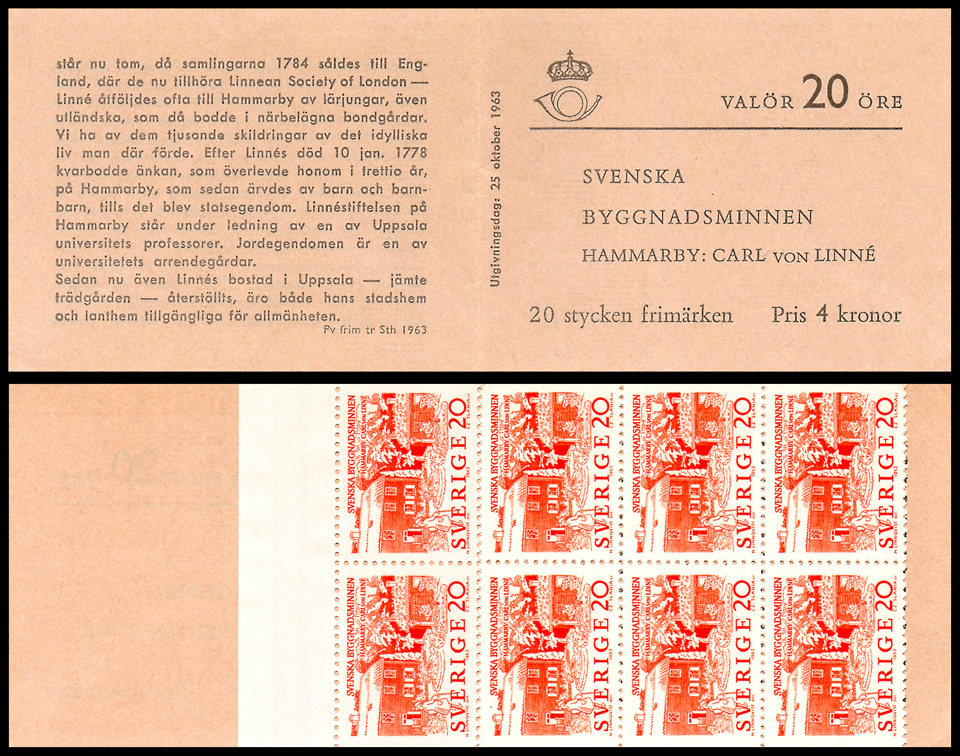 står nu tom, då samlingarna 1784 såldes till Eng-
land, där de nu tillhöra Linnean Society of London —
Linné åtföljdes ofta till Hammarby av lärjungar, även
utländska, som då bodde i närbelägna bondgårdar.
Vi ha av dem tjusande skildringar av det idylliska
liv man där förde. Efter Linnés död 10 jan. 1778
kvarbodde änkan, som överlevde honom i trettio år,
på Hammarby, som sedan ärvdes av barn och barn-
barn, tills det blev statsegendom. Linnéstiftelsen på
Hammarby står under ledning av en av Uppsala
universitets professorer. Jordegendomen är en av
universitetets arrendegårdar.
Sedan nu även Linnés bostad i Uppsala — jämte
trädgården — återställts, äro både hans stadshem
och lanthem tillgängliga för allmänheten.
Pv frim tr Sth 1963
Utgivningsdag: 25 oktober 1963
VALÖR 20 ÖRE
SVENSKA
BYGGNADSMINNEN
HAMMARBY: CARL VON LINNÉ
20 stycken frimärken Pris 4 kronor
SVENSKA BYGGNADSMINNEN
HAMMARBY CARL VON LINNÉ
1963
SVERIGE 20
SVENSKA BYGGNADSMINNEN
HAMMARBY CARL VON LINNÉ
1963
SVERIGE 20
SVENSKA BYGGNADSMINNEN
HAMMARBY CARL VON LINNÉ
1963
SVERIGE 20
SVENSKA BYGGNADSMINNEN
HAMMARBY CARL VON LINNÉ
1963
SVERIGE 20
SVENSKA BYGGNADSMINNEN
HAMMARBY CARL VON LINNÉ
1963
SVERIGE 20
SVENSKA BYGGNADSMINNEN
HAMMARBY CARL VON LINNÉ
1963
SVERIGE 20
SVENSKA BYGGNADSMINNEN
HAMMARBY CARL VON LINNÉ
1963
SVERIGE 20
SVENSKA BYGGNADSMINNEN
HAMMARBY CARL VON LINNÉ
1963
SVERIGE 20